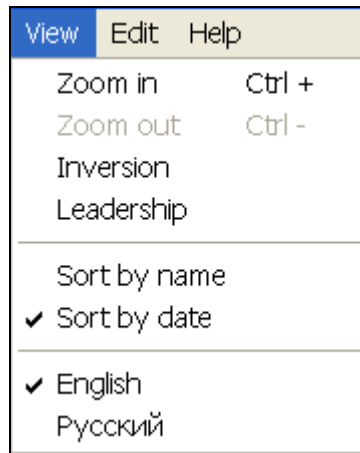 View Edit Help
Zoom in Ctrl +
Zoom out Ctrl -
Inversion
Leadership
Sort by name
Sort by date
English
Русский